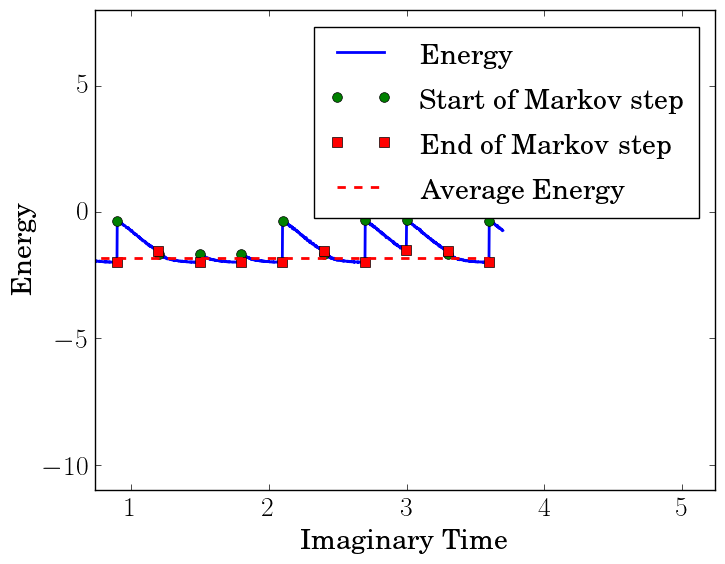 Energy
Start of Markov step
End of Markov step
Average Energy
5
0
−5
−10
Energy
1 2 3 4 5
Imaginary Time